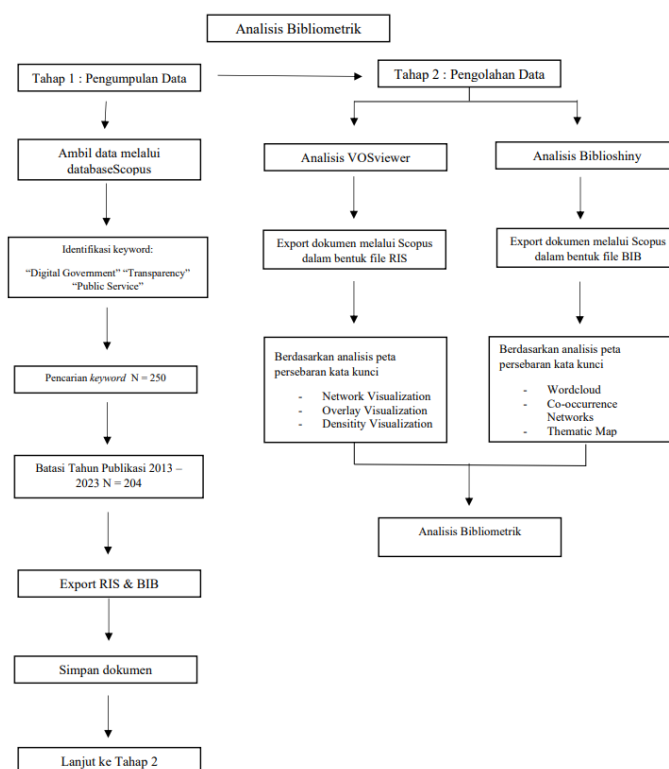 Analisis Bibliometrik
Tahap 1 : Pengumpulan Data
Ambil data melalui
databaseScopus
Identifikasi keyword:
“Digital Government” “Transparency”
“Public Service”
Pencarian keyword N = 250
Batasi Tahun Publikasi 2013 –
2023 N = 204
Export RIS & BIB
Simpan dokumen
Lanjut ke Tahap 2
Tahap 2 : Pengolahan Data
Analisis VOSviewer
Export dokumen melalui Scopus
dalam bentuk file RIS
Berdasarkan analisis peta
persebaran kata kunci
- Network Visualization
- Overlay Visualization
- Densitity Visualization
Analisis Biblioshiny
Export dokumen melalui Scopus
dalam bentuk file BIB
Berdasarkan analisis peta
persebaran kata kunci
- Wordcloud
- Co-occurrence
Networks
- Thematic Map
Analisis Bibliometrik